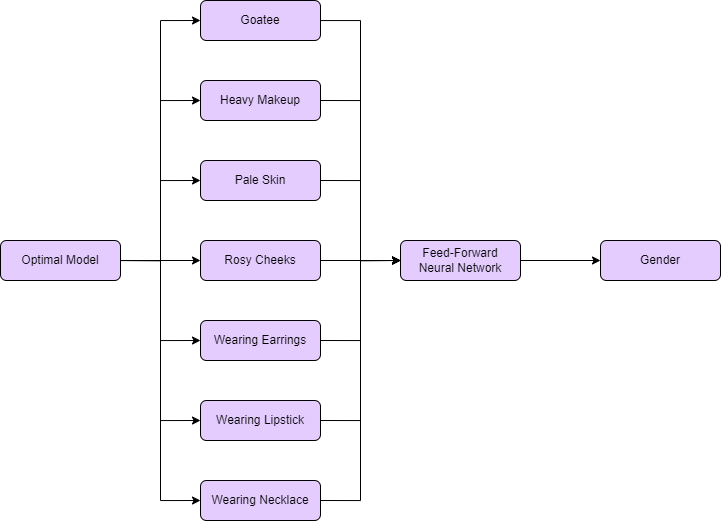 Goatee
Heavy Makeup
Pale Skin
Optimal Model
Rosy Cheeks
Feed-Forward
Neural Network
Gender
Wearing Earrings
Wearing Lipstick
Wearing Necklace